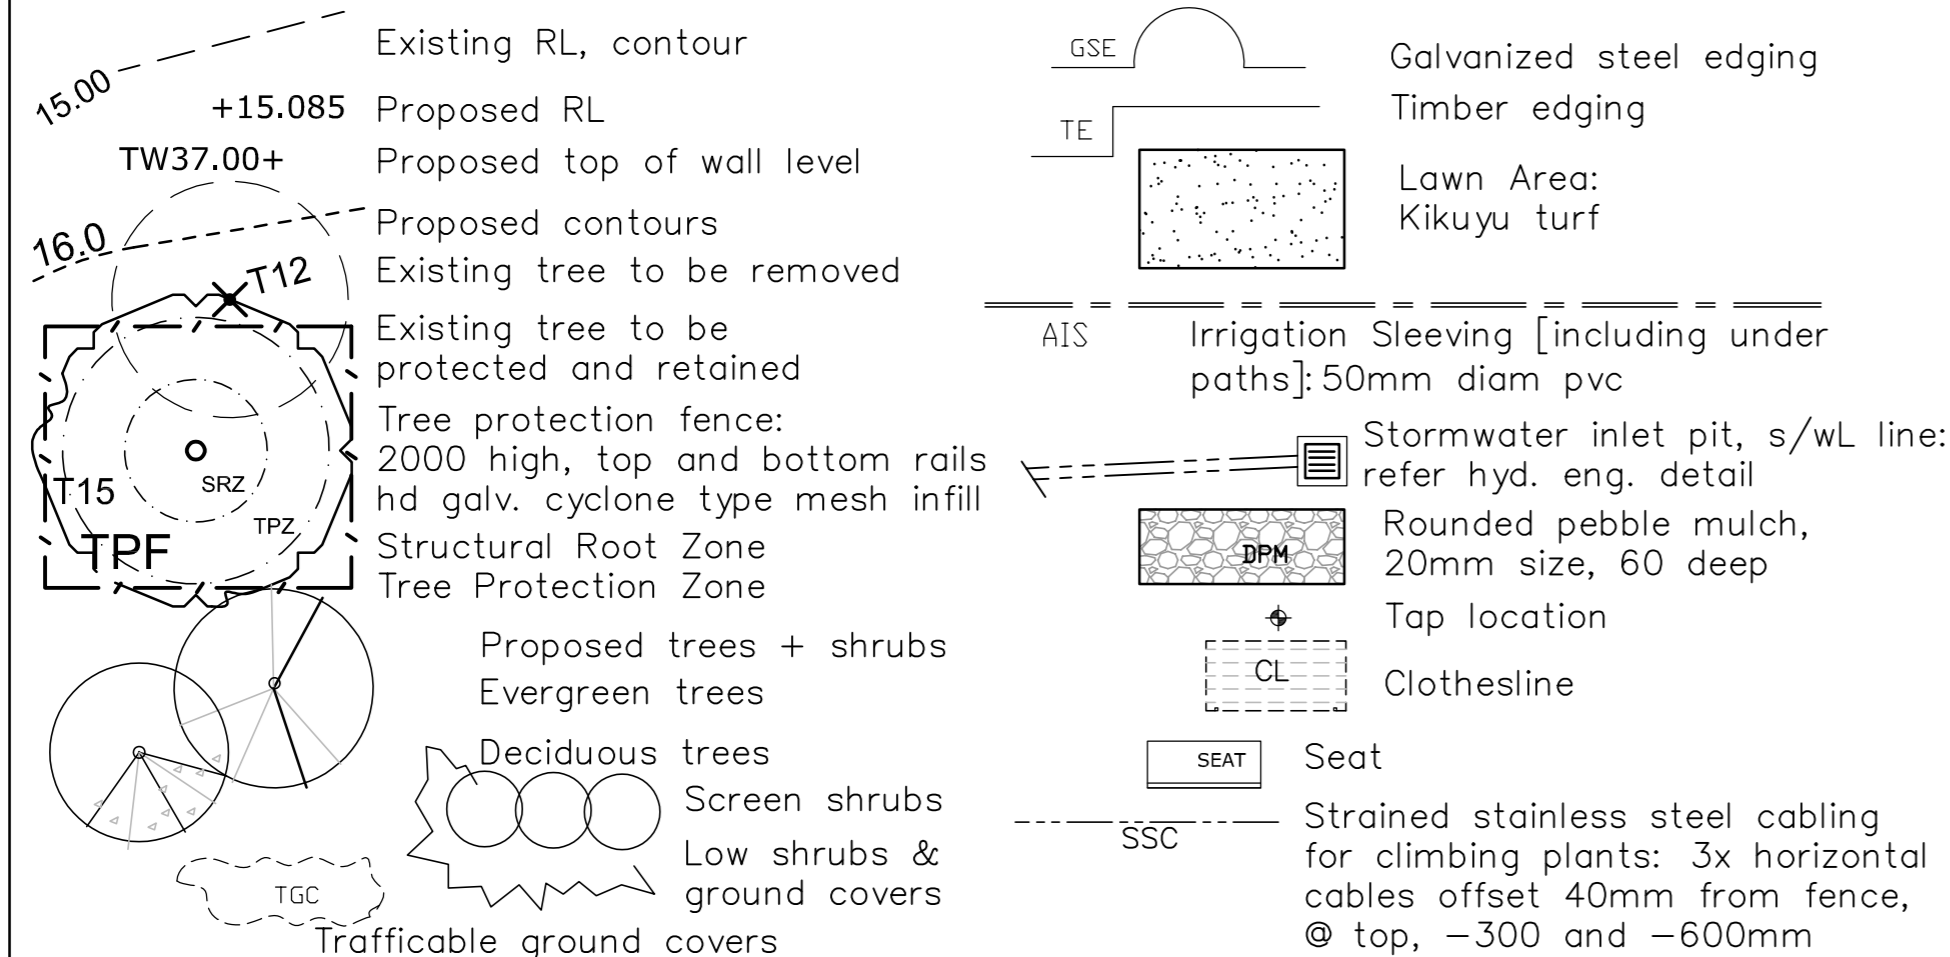 15.00
Existing RL, contour
+15.085 Proposed RL
TW37.00+ Proposed top of wall level
16.0
Proposed contours
T12
Existing tree to be removed
Existing tree to be
protected and retained
Tree protection fence:
2000 high, top and bottom rails
hd galv. cyclone type mesh infill
T15
SRZ
TPZ
TPF
Structural Root Zone
Tree Protection Zone
Proposed trees + shrubs
Evergreen trees
Deciduous trees
Screen shrubs
Low shrubs &
ground covers
TGC
Trafficable ground covers
GSE
Galvanized steel edging
TE
Timber edging
Lawn Area:
Kikuyu turf
AIS
Irrigation Sleeving [including under
paths]: 50mm diam pvc
Stormwater inlet pit, s/wL line:
refer hyd. eng. detail
DPM
Rounded pebble mulch,
20mm size, 60 deep
Tap location
CL
Clothesline
SEAT
Seat
SSC
Strained stainless steel cabling
for climbing plants: 3x horizontal
cables offset 40mm from fence,
@ top, -300 and -600mm